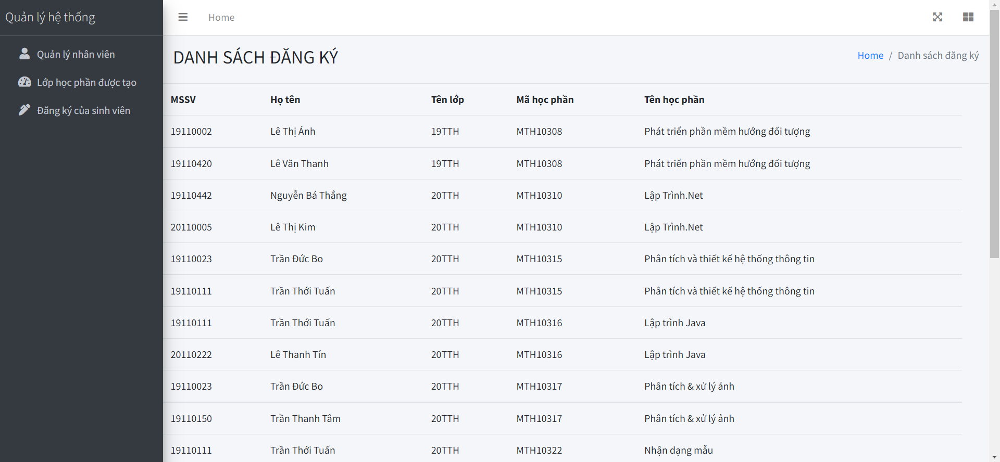 Quản lý hệ thống
Quản lý nhân viên
Lớp học phần được tạo
Đăng ký của sinh viên
Home
DANH SÁCH ĐĂNG KÝ
Home / Danh sách đăng ký
MSSV Họ tên Tên lớp Mã học phần Tên học phần
19110002 Lê Thị Ánh 19TTH MTH10308 Phát triển phần mềm hướng đối tượng
19110420 Lê Văn Thanh 19TTH MTH10308 Phát triển phần mềm hướng đối tượng
19110442 Nguyễn Bá Thắng 20TTH MTH10310 Lập Trình.Net
20110005 Lê Thị Kim 20TTH MTH10310 Lập Trình.Net
19110023 Trần Đức Bo 20TTH MTH10315 Phân tích và thiết kế hệ thống thông tin
19110111 Trần Thới Tuấn 20TTH MTH10315 Phân tích và thiết kế hệ thống thông tin
19110111 Trần Thới Tuấn 20TTH MTH10316 Lập trình Java
20110222 Lê Thanh Tín 20TTH MTH10316 Lập trình Java
19110023 Trần Đức Bo 20TTH MTH10317 Phân tích & xử lý ảnh
19110150 Trần Thanh Tâm 20TTH MTH10317 Phân tích & xử lý ảnh
19110111 Trần Thới Tuấn 20TTH MTH10322 Nhận dạng mẫu